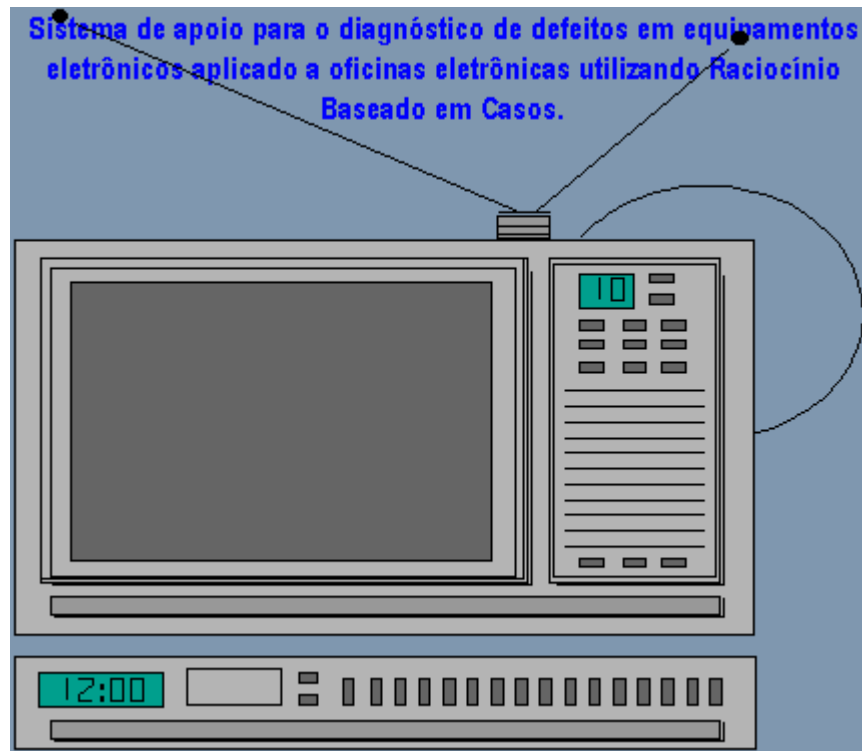 Sistema de apoio para o diagnóstico de defeitos em equipamentos
eletrônicos aplicado a oficinas eletrônicas utilizando Raciocínio
Baseado em Casos.
10
12:00